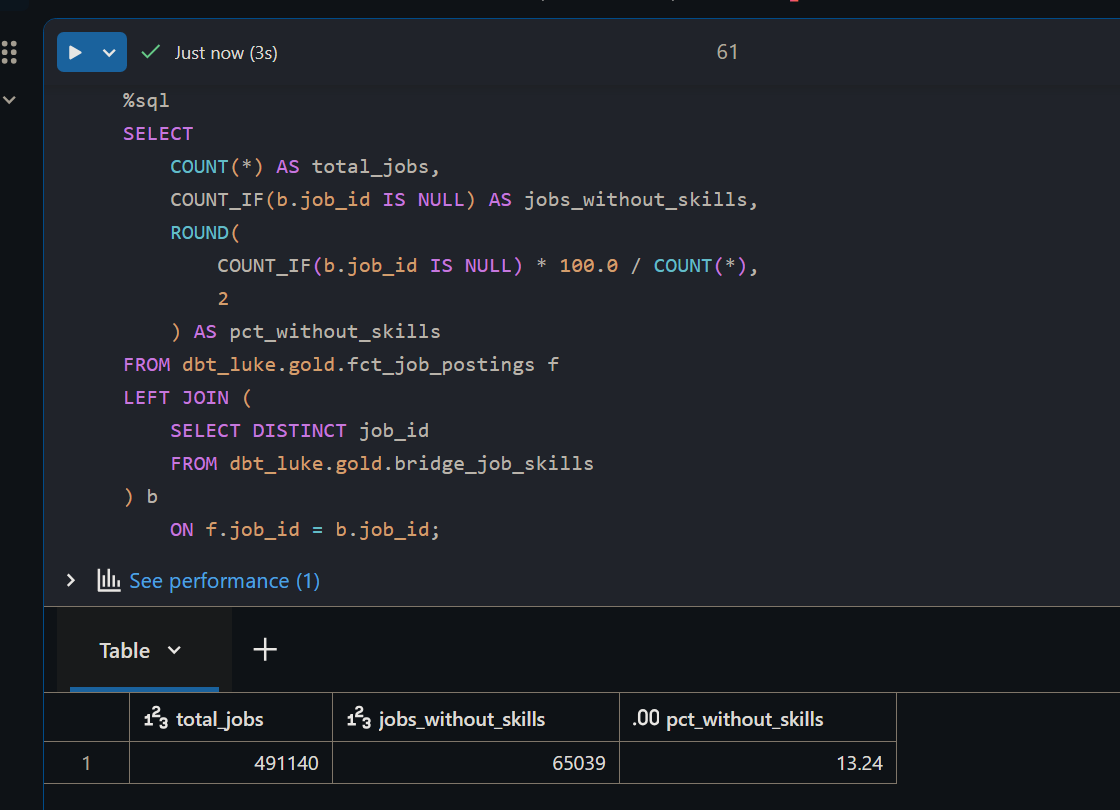 Just now (3s)
61
%sql
SELECT
COUNT(*) AS total_jobs,
COUNT_IF(b.job_id IS NULL) AS jobs_without_skills,
ROUND(
COUNT_IF(b.job_id IS NULL) * 100.0 / COUNT(*),
2
) AS pct_without_skills
FROM dbt_luke.gold.fct_job_postings f
LEFT JOIN (
SELECT DISTINCT job_id
FROM dbt_luke.gold.bridge_job_skills
) b
ON f.job_id = b.job_id;
See performance (1)
Table
123 total_jobs 123 jobs_without_skills .00 pct_without_skills
1 491140 65039 13.24